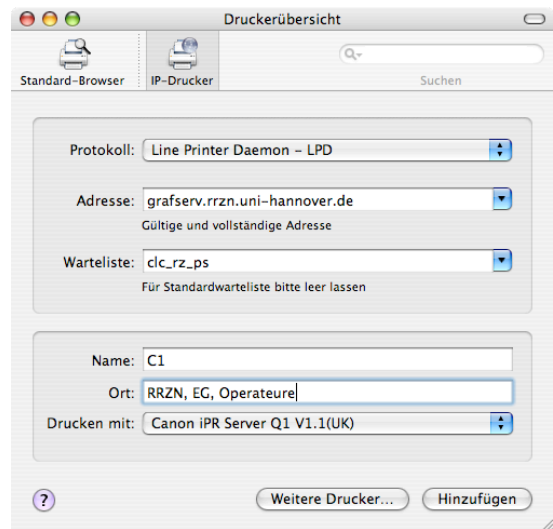 Druckerübersicht
Standard-Browser IP-Drucker Suchen
Protokoll: Line Printer Daemon – LPD
Adresse: grafserv.rrzn.uni-hannover.de
Gültige und vollständige Adresse
Warteliste: clc_rz_ps
Für Standardwarteliste bitte leer lassen
Name: C1
Ort: RRZN, EG, Operateure
Drucken mit: Canon iPR Server Q1 V1.1(UK)
? Weitere Drucker... Hinzufügen